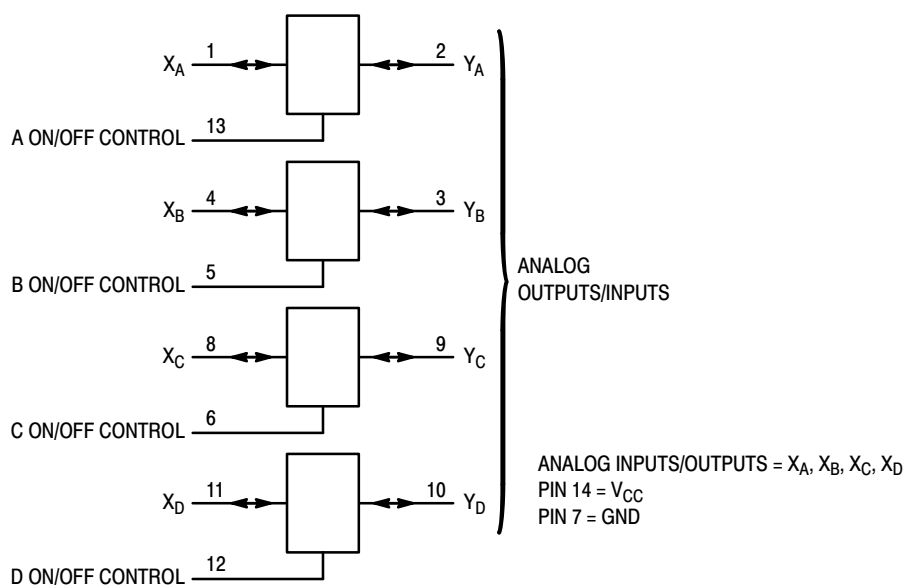 X_A 1 2 Y_A
A ON/OFF CONTROL 13
X_B 4 3 Y_B
B ON/OFF CONTROL 5
X_C 8 9 Y_C
C ON/OFF CONTROL 6
X_D 11 10 Y_D
D ON/OFF CONTROL 12
ANALOG
OUTPUTS/INPUTS
ANALOG INPUTS/OUTPUTS = X_A, X_B, X_C, X_D
PIN 14 = V_CC
PIN 7 = GND